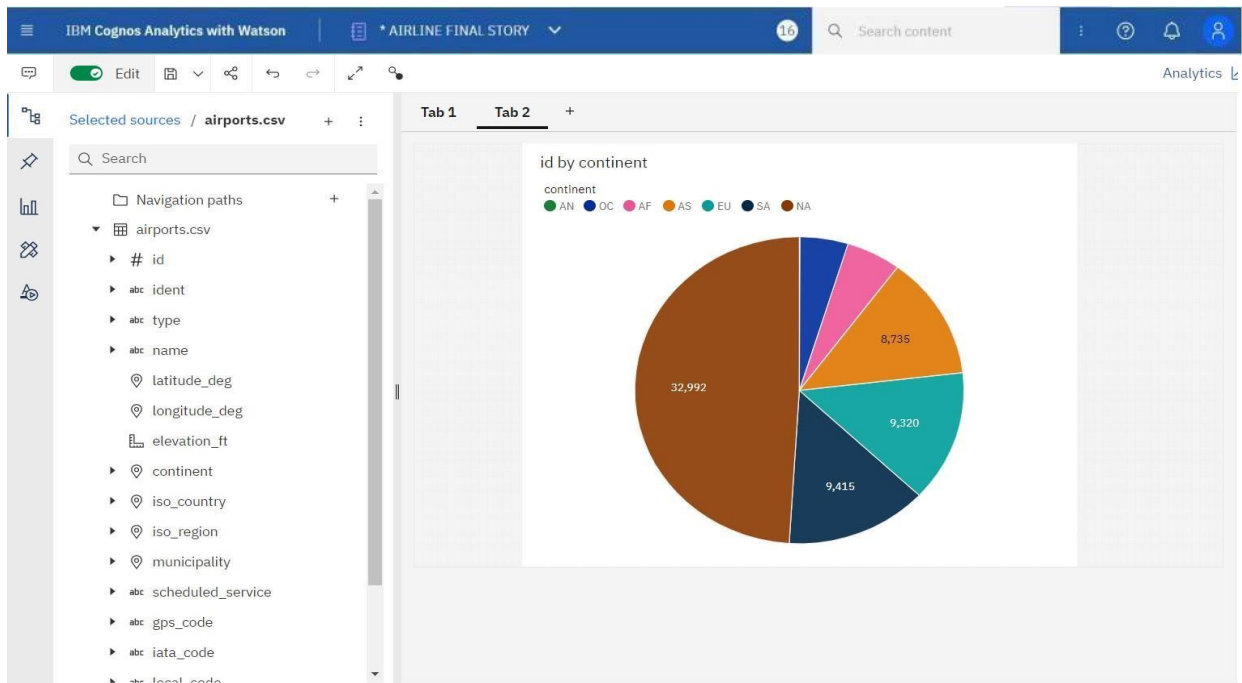 IBM Cognos Analytics with Watson
* AIRLINE FINAL STORY
16
Search content
Edit
Analytics
Selected sources / airports.csv
Tab 1
Tab 2
Search
Navigation paths
airports.csv
# id
abc ident
abc type
abc name
latitude_deg
longitude_deg
elevation_ft
continent
iso_country
iso_region
municipality
abc scheduled_service
abc gps_code
abc iata_code
abc local_code
id by continent
continent
AN OC AF AS EU SA NA
8,735
32,992
9,320
9,415